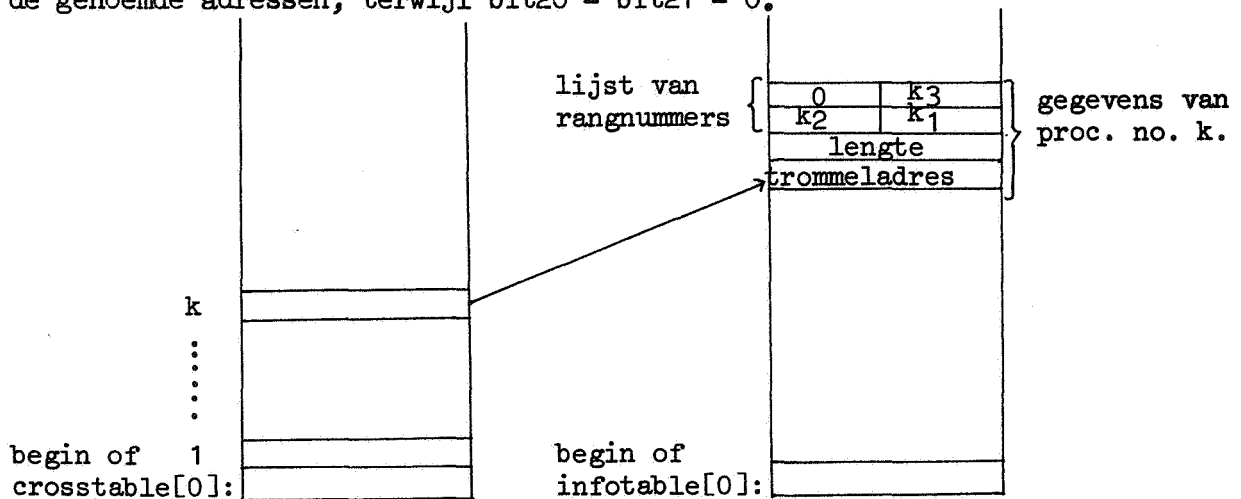 de genoemde adressen, terwijl bit26 = bit27 = 0.
lijst van
rangnummers
0 k3
k2 k1
lengte
trommeladres
gegevens van
proc. no. k.
k
begin of 1
crosstable[0]:
begin of
infotable[0]: